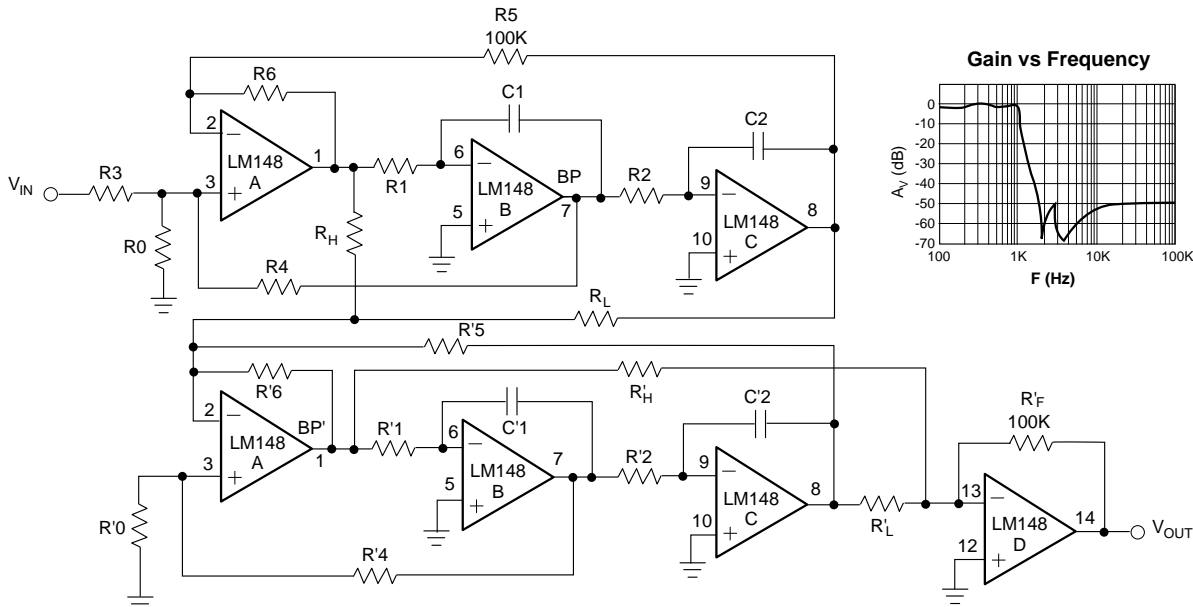 R5
100K
Gain vs Frequency
R6
C1
C2
2
−
LM148
A
1
3
+
V_IN
R3
R0
R1
6
−
LM148
B
BP
7
5
+
R2
9
−
LM148
C
8
10
+
R_H
R4
R_L
0
-10
-20
-30
-40
-50
-60
-70
A_V (dB)
100
1K
10K
100K
F (Hz)
R'5
R'6
R'H
2
−
LM148
A
BP'
1
3
+
R'0
R'1
C'1
6
−
LM148
B
7
5
+
R'4
R'2
C'2
9
−
LM148
C
8
10
+
R'L
R'F
100K
13
−
LM148
D
14
12
+
V_OUT